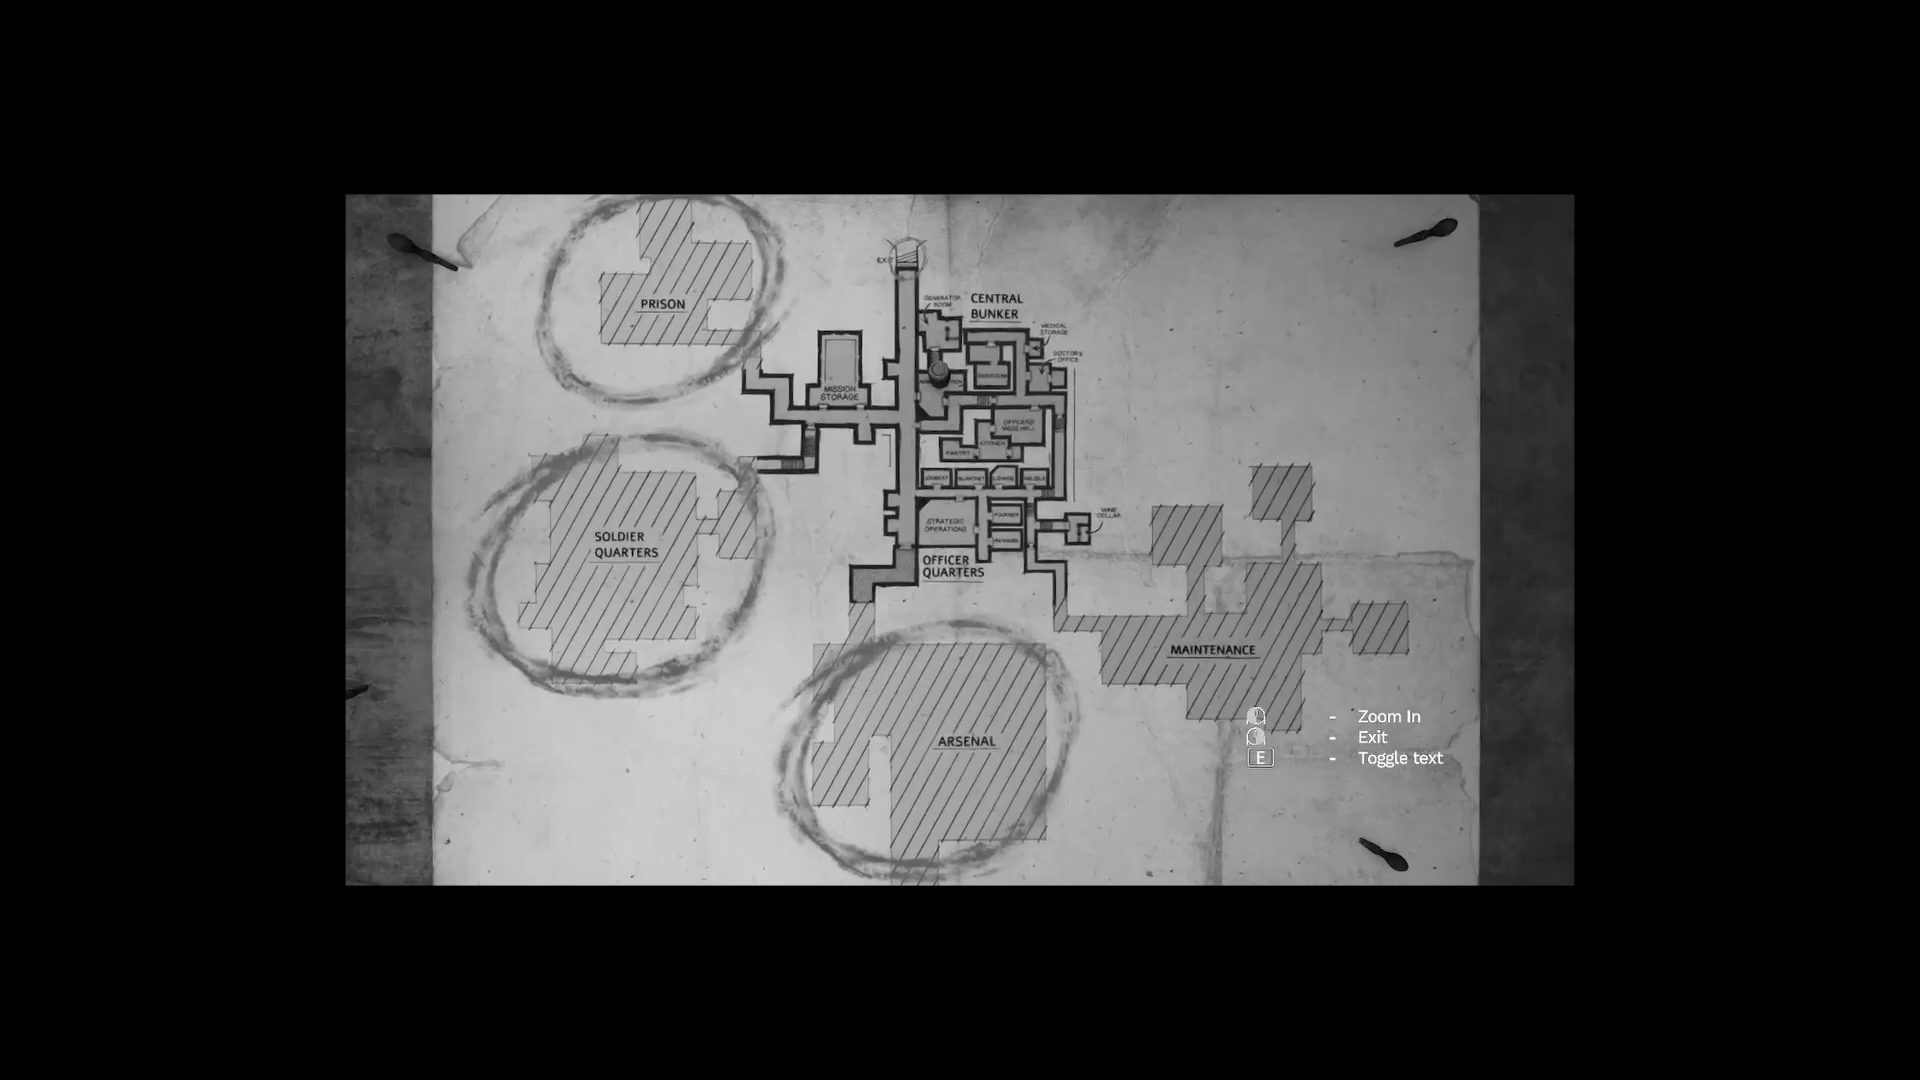 EXIT
PRISON
GENERATOR
ROOM
CENTRAL
BUNKER
MEDICAL
STORAGE
DOCTOR'S
OFFICE
MISSION
STORAGE
OFFICERS
MESS HALL
KITCHEN
PANTRY
LOUNGE
STRATEGIC
OPERATIONS
WINE
CELLAR
SOLDIER
QUARTERS
OFFICER
QUARTERS
MAINTENANCE
ARSENAL
- Zoom In
- Exit
E - Toggle text